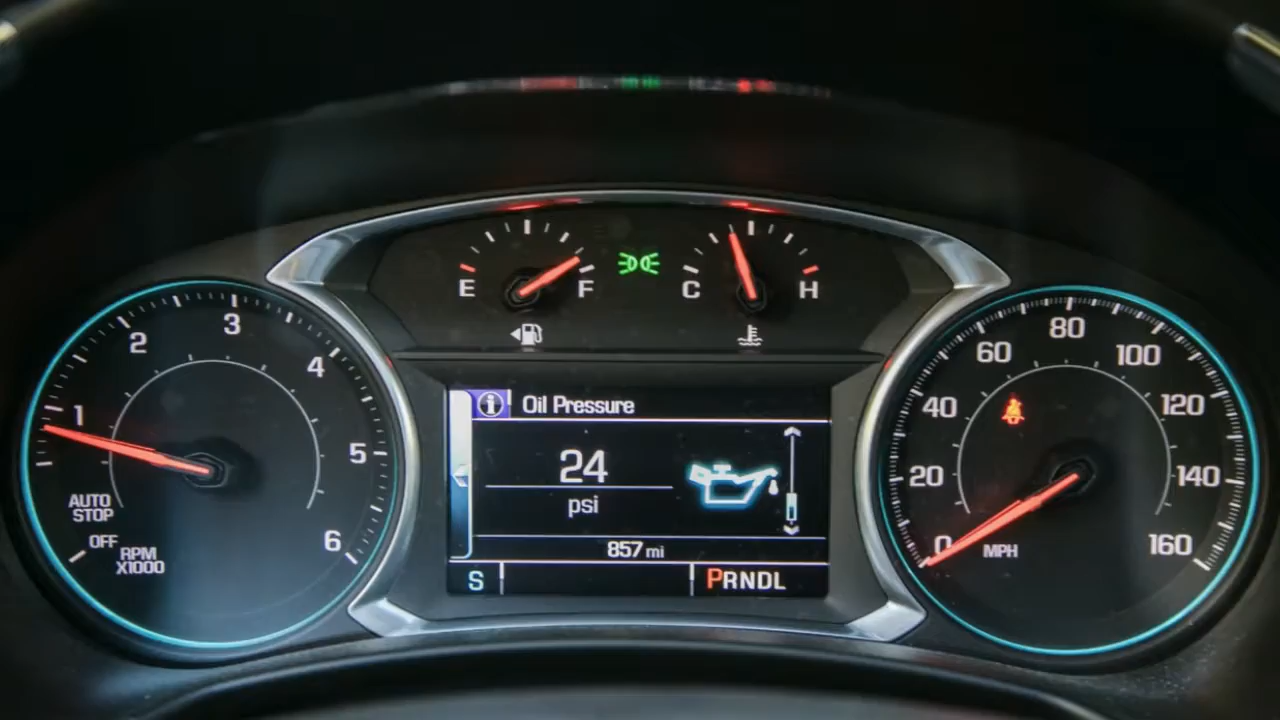 E F C H
1 2 3 4 5 6
AUTO
STOP
OFF
RPM
X1000
i Oil Pressure
24
psi
857 mi
S PRNDL
0 20 40 60 80 100 120 140 160
MPH